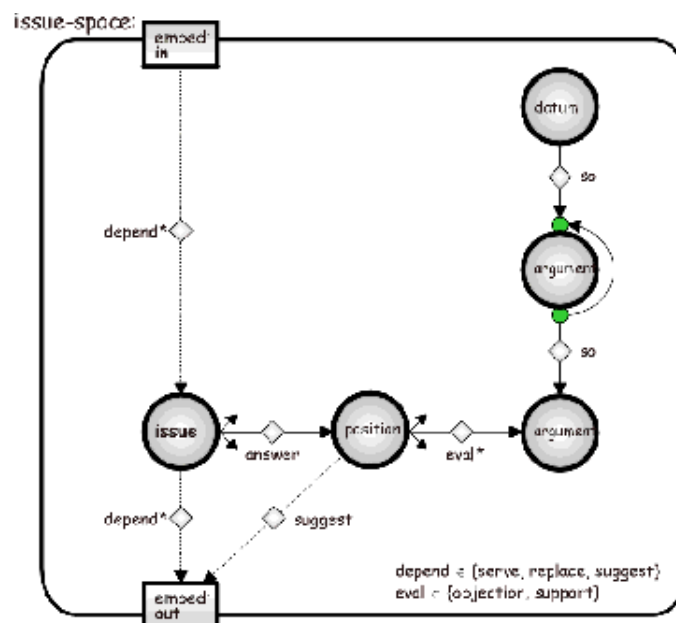 issue-space:
embed:
in
datum
so
depend*
argument
so
issue
position
argument
answer
eval*
depend*
suggest
depend ∈ {serve, replace, suggest}
eval ∈ {objection, support}
embed:
out